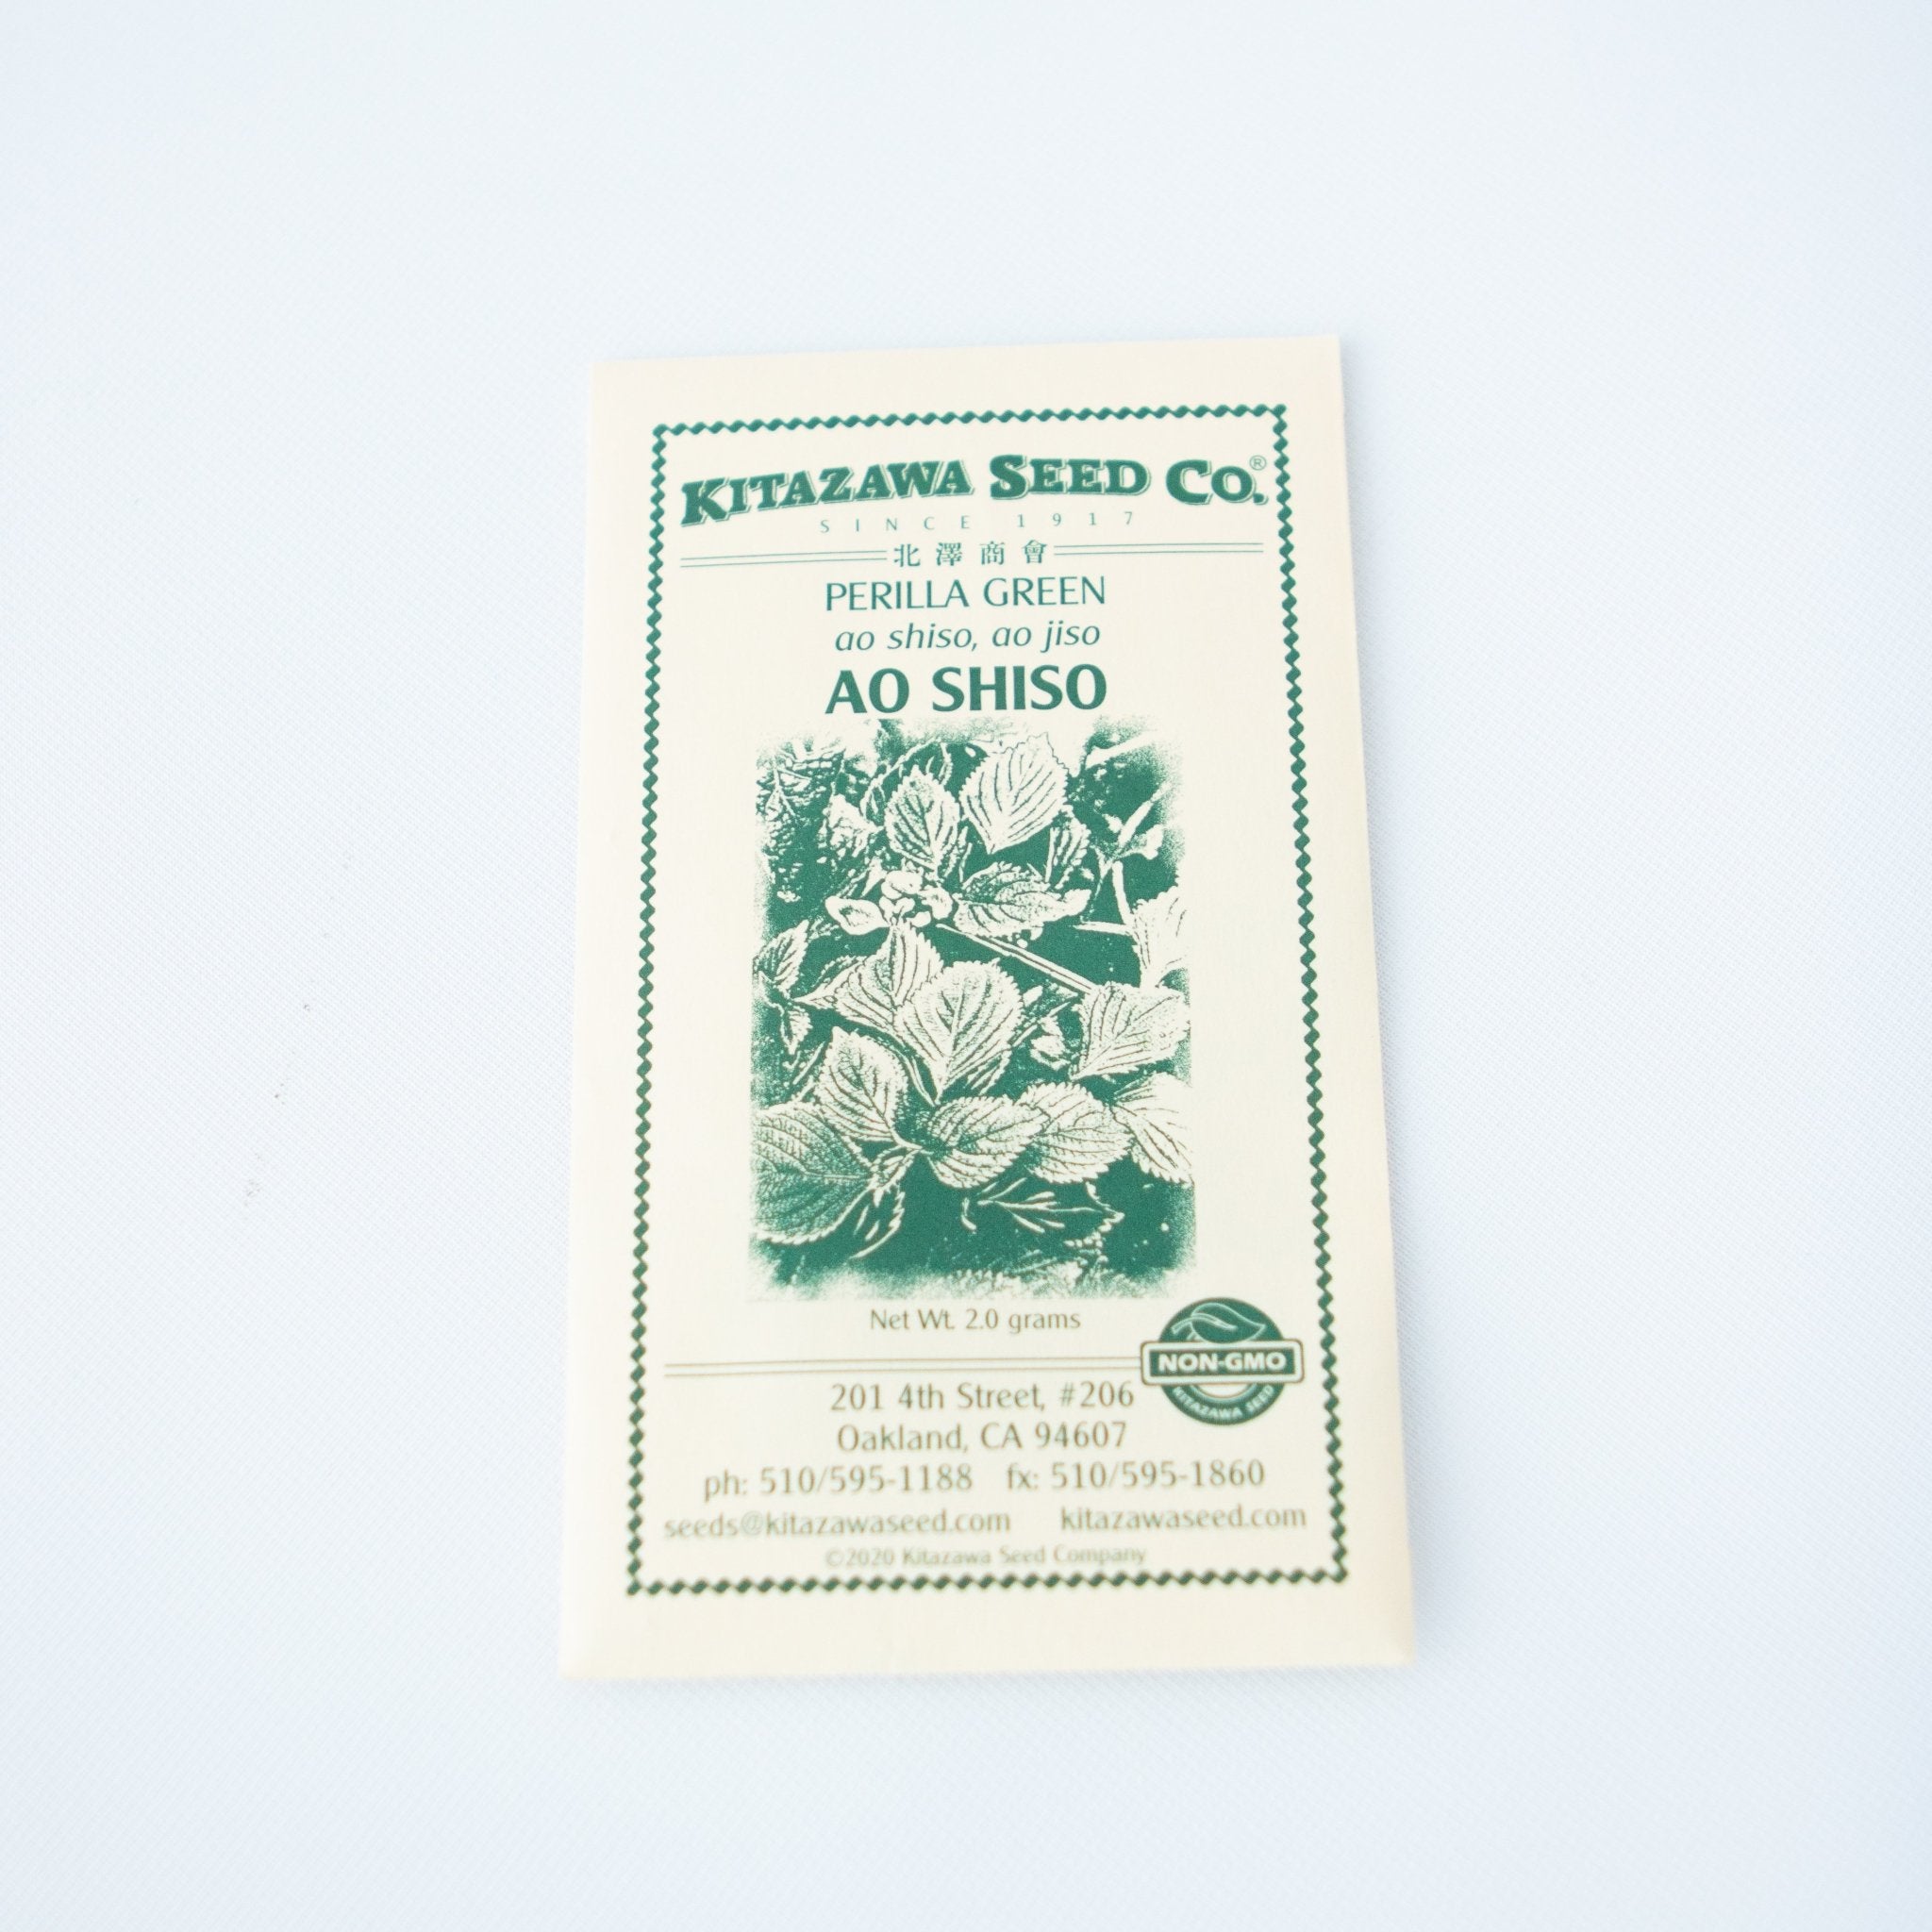 KITAZAWA SEED CO.®
SINCE 1917
北澤商會
PERILLA GREEN
ao shiso, ao jiso
AO SHISO
Net Wt. 2.0 grams
NON-GMO
KITAZAWA SEED
201 4th Street, #206
Oakland, CA 94607
ph: 510/595-1188 fx: 510/595-1860
seeds@kitazawaseed.com kitazawaseed.com
©2020 Kitazawa Seed Company